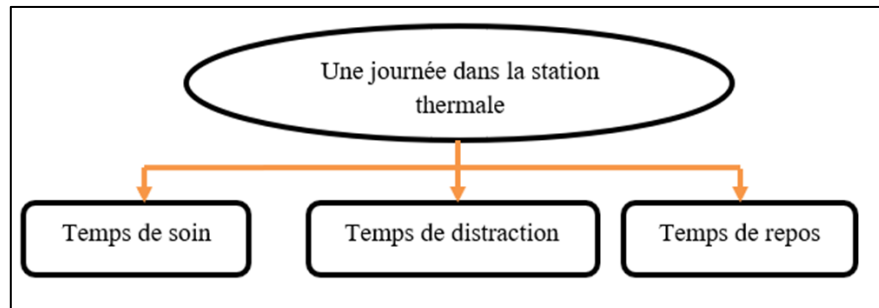 Une journée dans la station
thermale
Temps de soin
Temps de distraction
Temps de repos